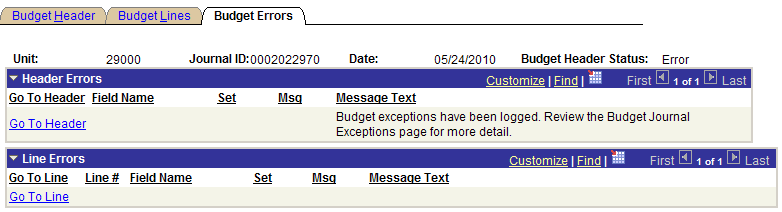 Budget Header Budget Lines Budget Errors
Unit: 29000 Journal ID: 0002022970 Date: 05/24/2010 Budget Header Status: Error
Header Errors Customize | Find | First 1 of 1 Last
Go To Header Field Name Set Msg Message Text
Go To Header Budget exceptions have been logged. Review the Budget Journal
Exceptions page for more detail.
Line Errors Customize | Find | First 1 of 1 Last
Go To Line Line # Field Name Set Msg Message Text
Go To Line